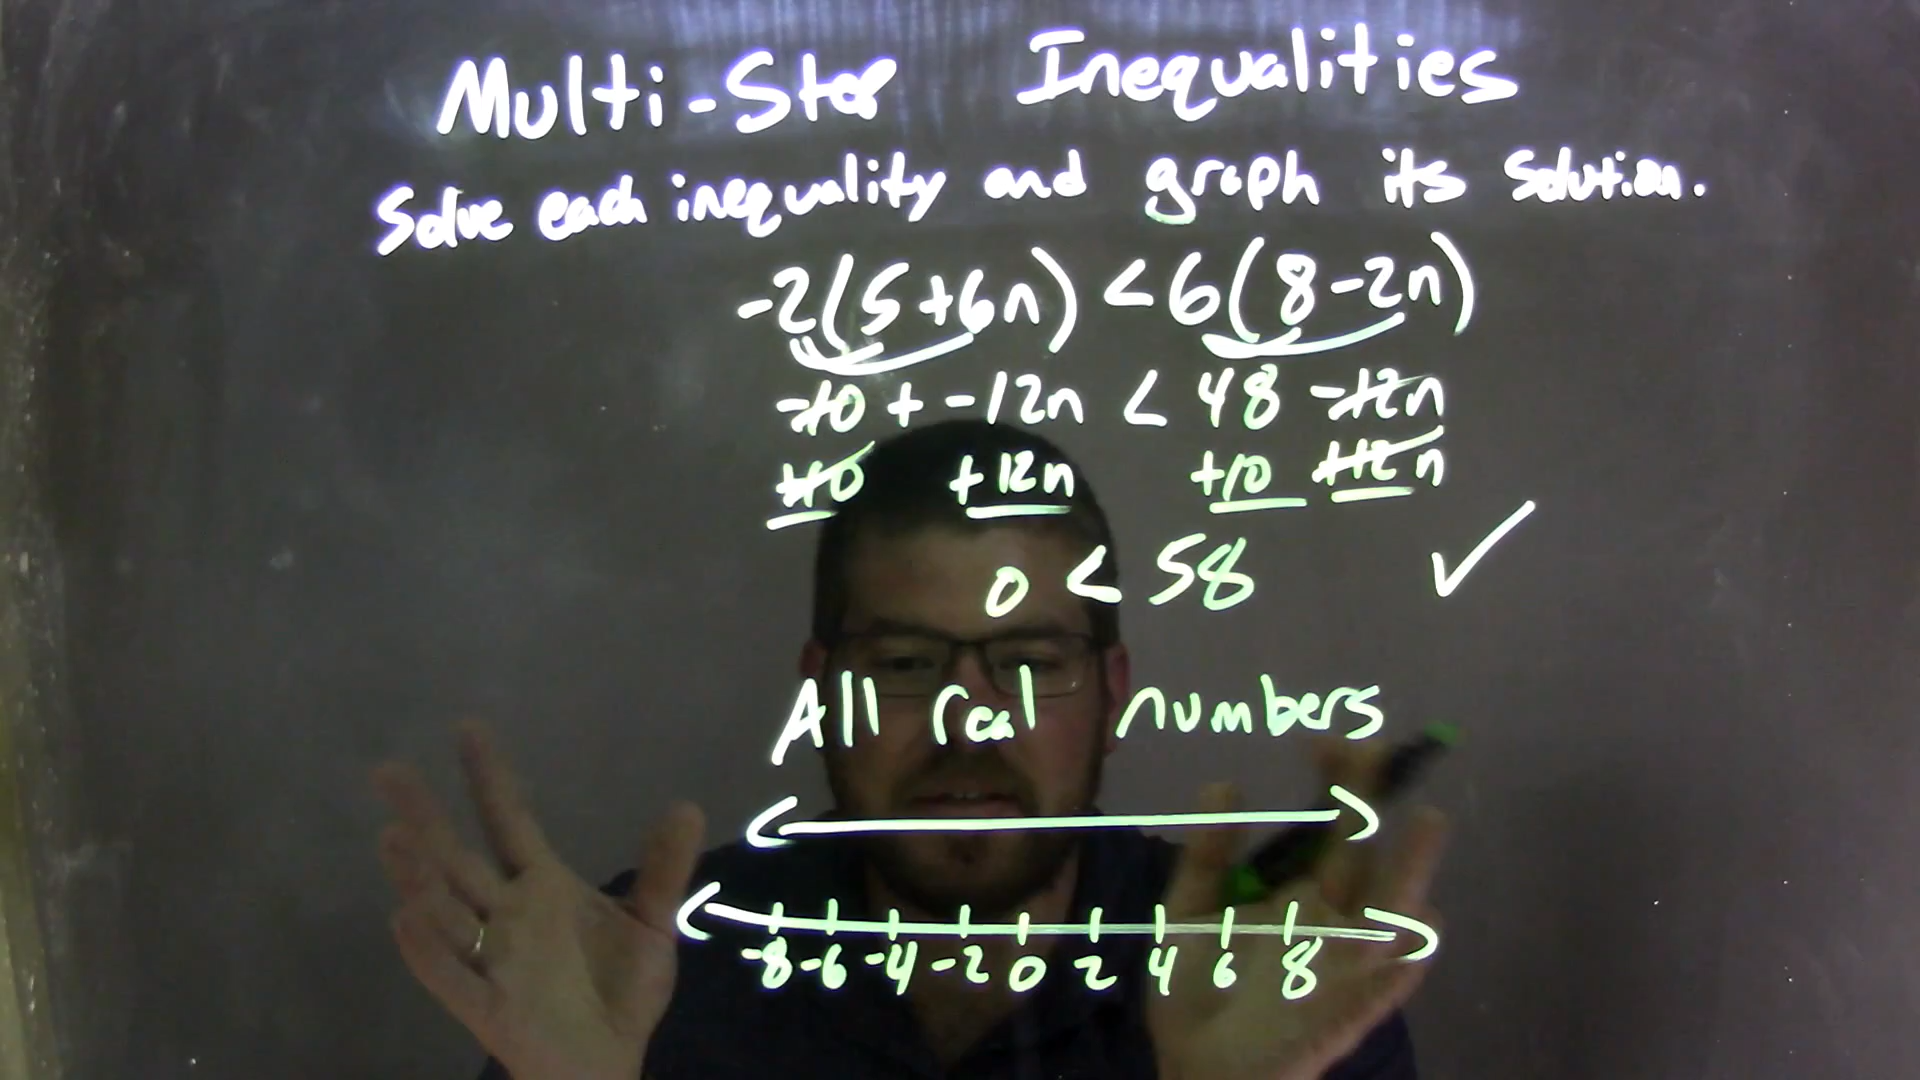 Multi-Step Inequalities
Solve each inequality and graph its solution.
-2(5+6n) < 6(8-2n)
-10 + -12n < 48 -12n
+10 +12n +10 +12n
0 < 58 ✓
All real numbers
-8 -6 -4 -2 0 2 4 6 8